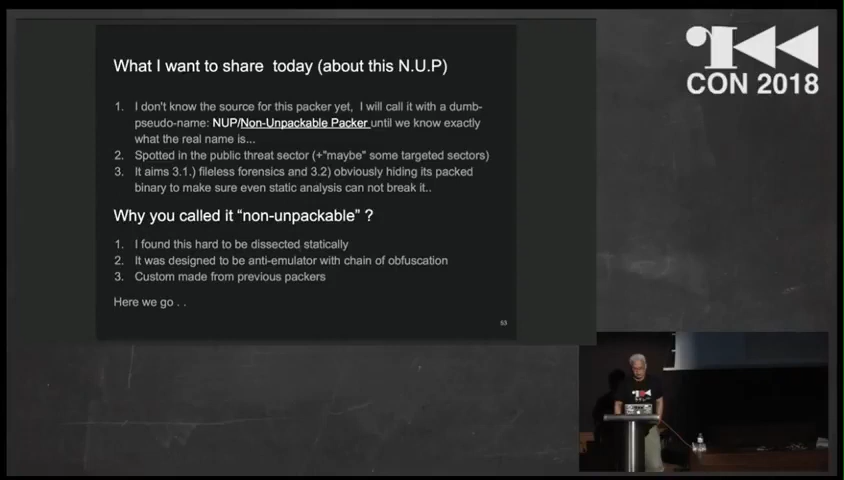 What I want to share today (about this N.U.P)
1. I don't know the source for this packer yet, I will call it with a dumb-
pseudo-name: NUP/Non-Unpackable Packer until we know exactly
what the real name is...
2. Spotted in the public threat sector (+"maybe" some targeted sectors)
3. It aims 3.1.) fileless forensics and 3.2) obviously hiding its packed
binary to make sure even static analysis can not break it..
Why you called it “non-unpackable” ?
1. I found this hard to be dissected statically
2. It was designed to be anti-emulator with chain of obfuscation
3. Custom made from previous packers
Here we go . .
53
CON 2018